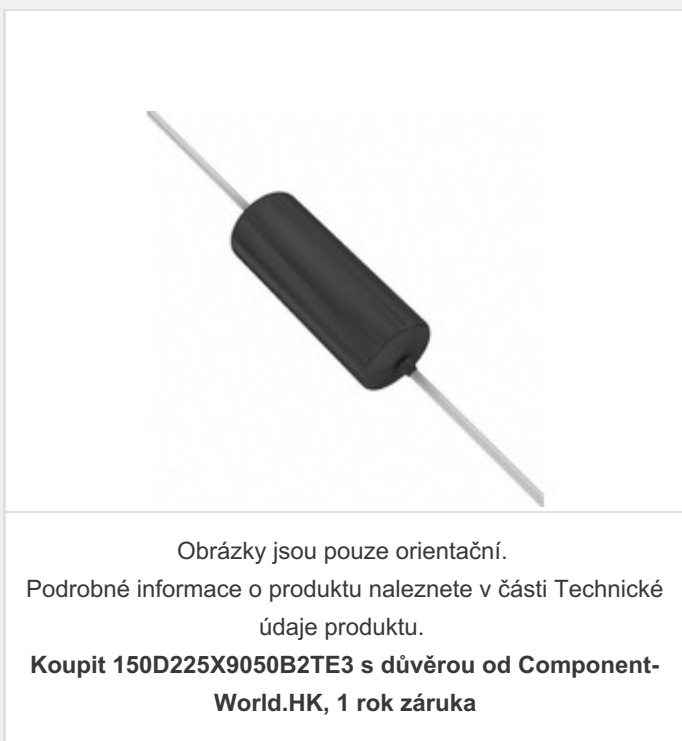 Obrázky jsou pouze orientační.
Podrobné informace o produktu naleznete v části Technické
údaje produktu.
Koupit 150D225X9050B2TE3 s důvěrou od Component-
World.HK, 1 rok záruka